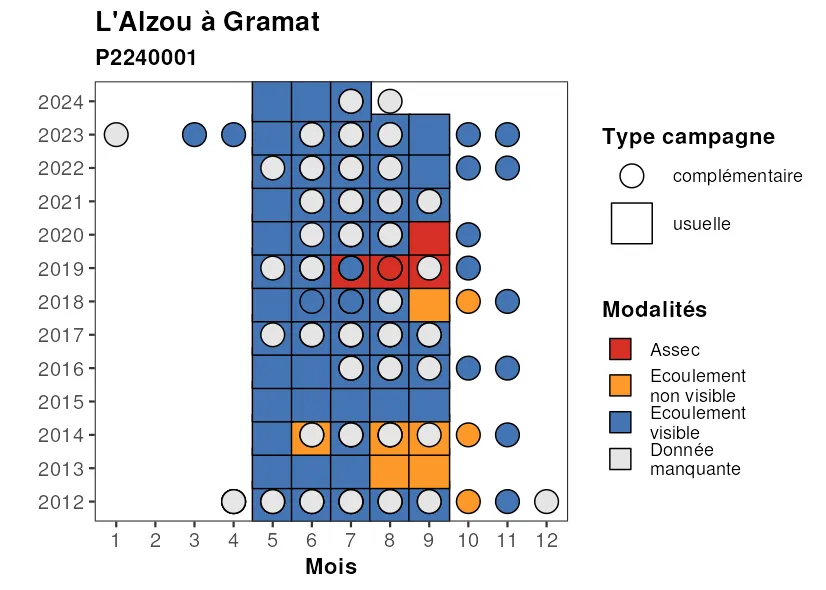 L'Alzou à Gramat
P2240001
2024
2023
2022
2021
2020
2019
2018
2017
2016
2015
2014
2013
2012
1 2 3 4 5 6 7 8 9 10 11 12
Mois
Type campagne
complémentaire
usuelle
Modalités
Assec
Ecoulement
non visible
Ecoulement
visible
Donnée
manquante